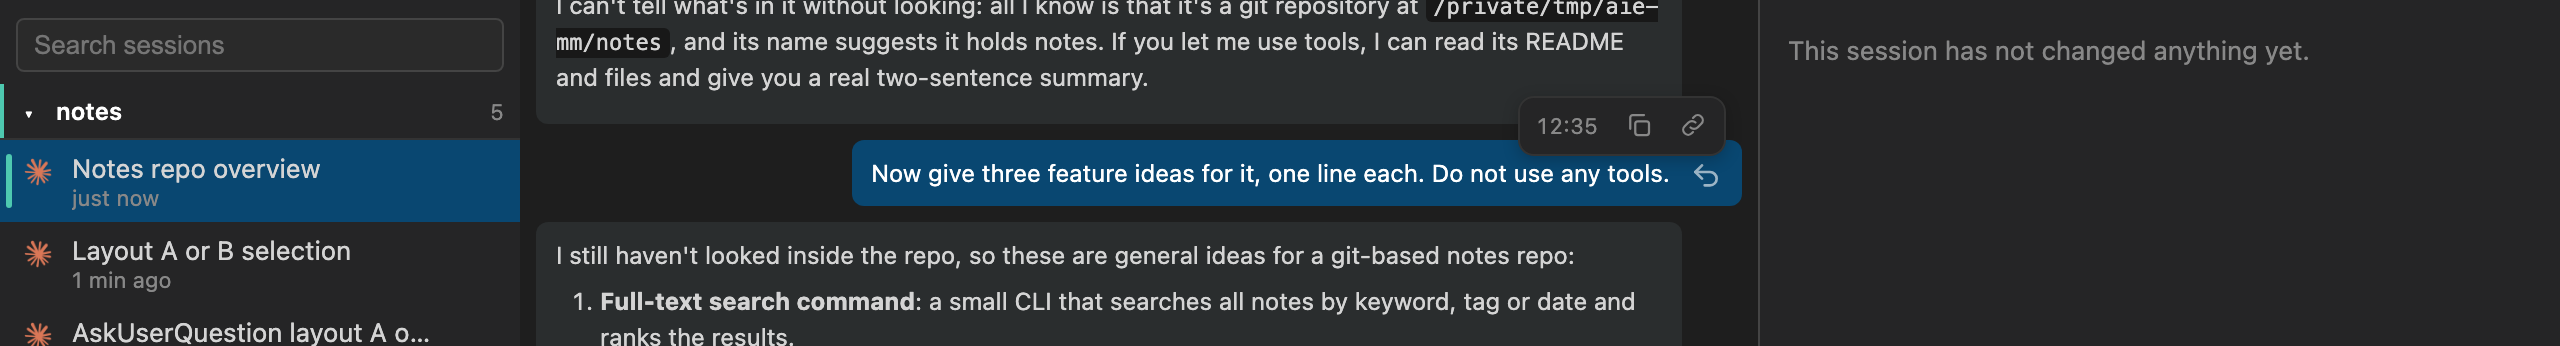 Search sessions
notes
5
Notes repo overview
just now
Layout A or B selection
1 min ago
AskUserQuestion layout A o...
I can't tell what's in it without looking: all I know is that it's a git repository at /private/tmp/aie-
mm/notes, and its name suggests it holds notes. If you let me use tools, I can read its README
and files and give you a real two-sentence summary.
12:35
Now give three feature ideas for it, one line each. Do not use any tools.
I still haven't looked inside the repo, so these are general ideas for a git-based notes repo:
1. Full-text search command: a small CLI that searches all notes by keyword, tag or date and
ranks the results.
This session has not changed anything yet.